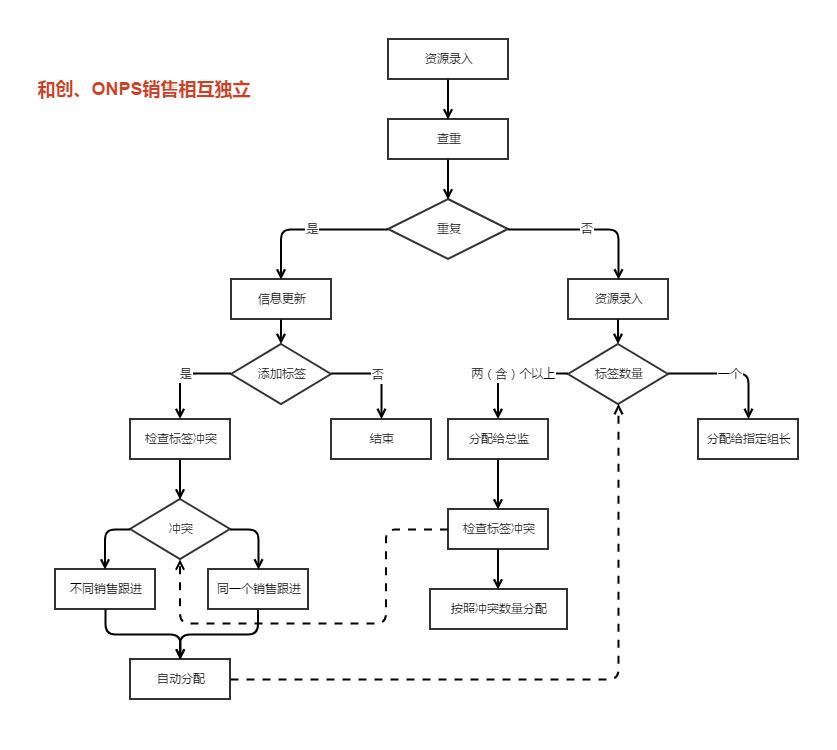 资源录入
和创、ONPS销售相互独立
查重
重复
是
否
信息更新
资源录入
添加标签
是
否
标签数量
两（含）个以上
一个
检查标签冲突
结束
分配给总监
分配给指定组长
冲突
检查标签冲突
不同销售跟进
同一个销售跟进
按照冲突数量分配
自动分配